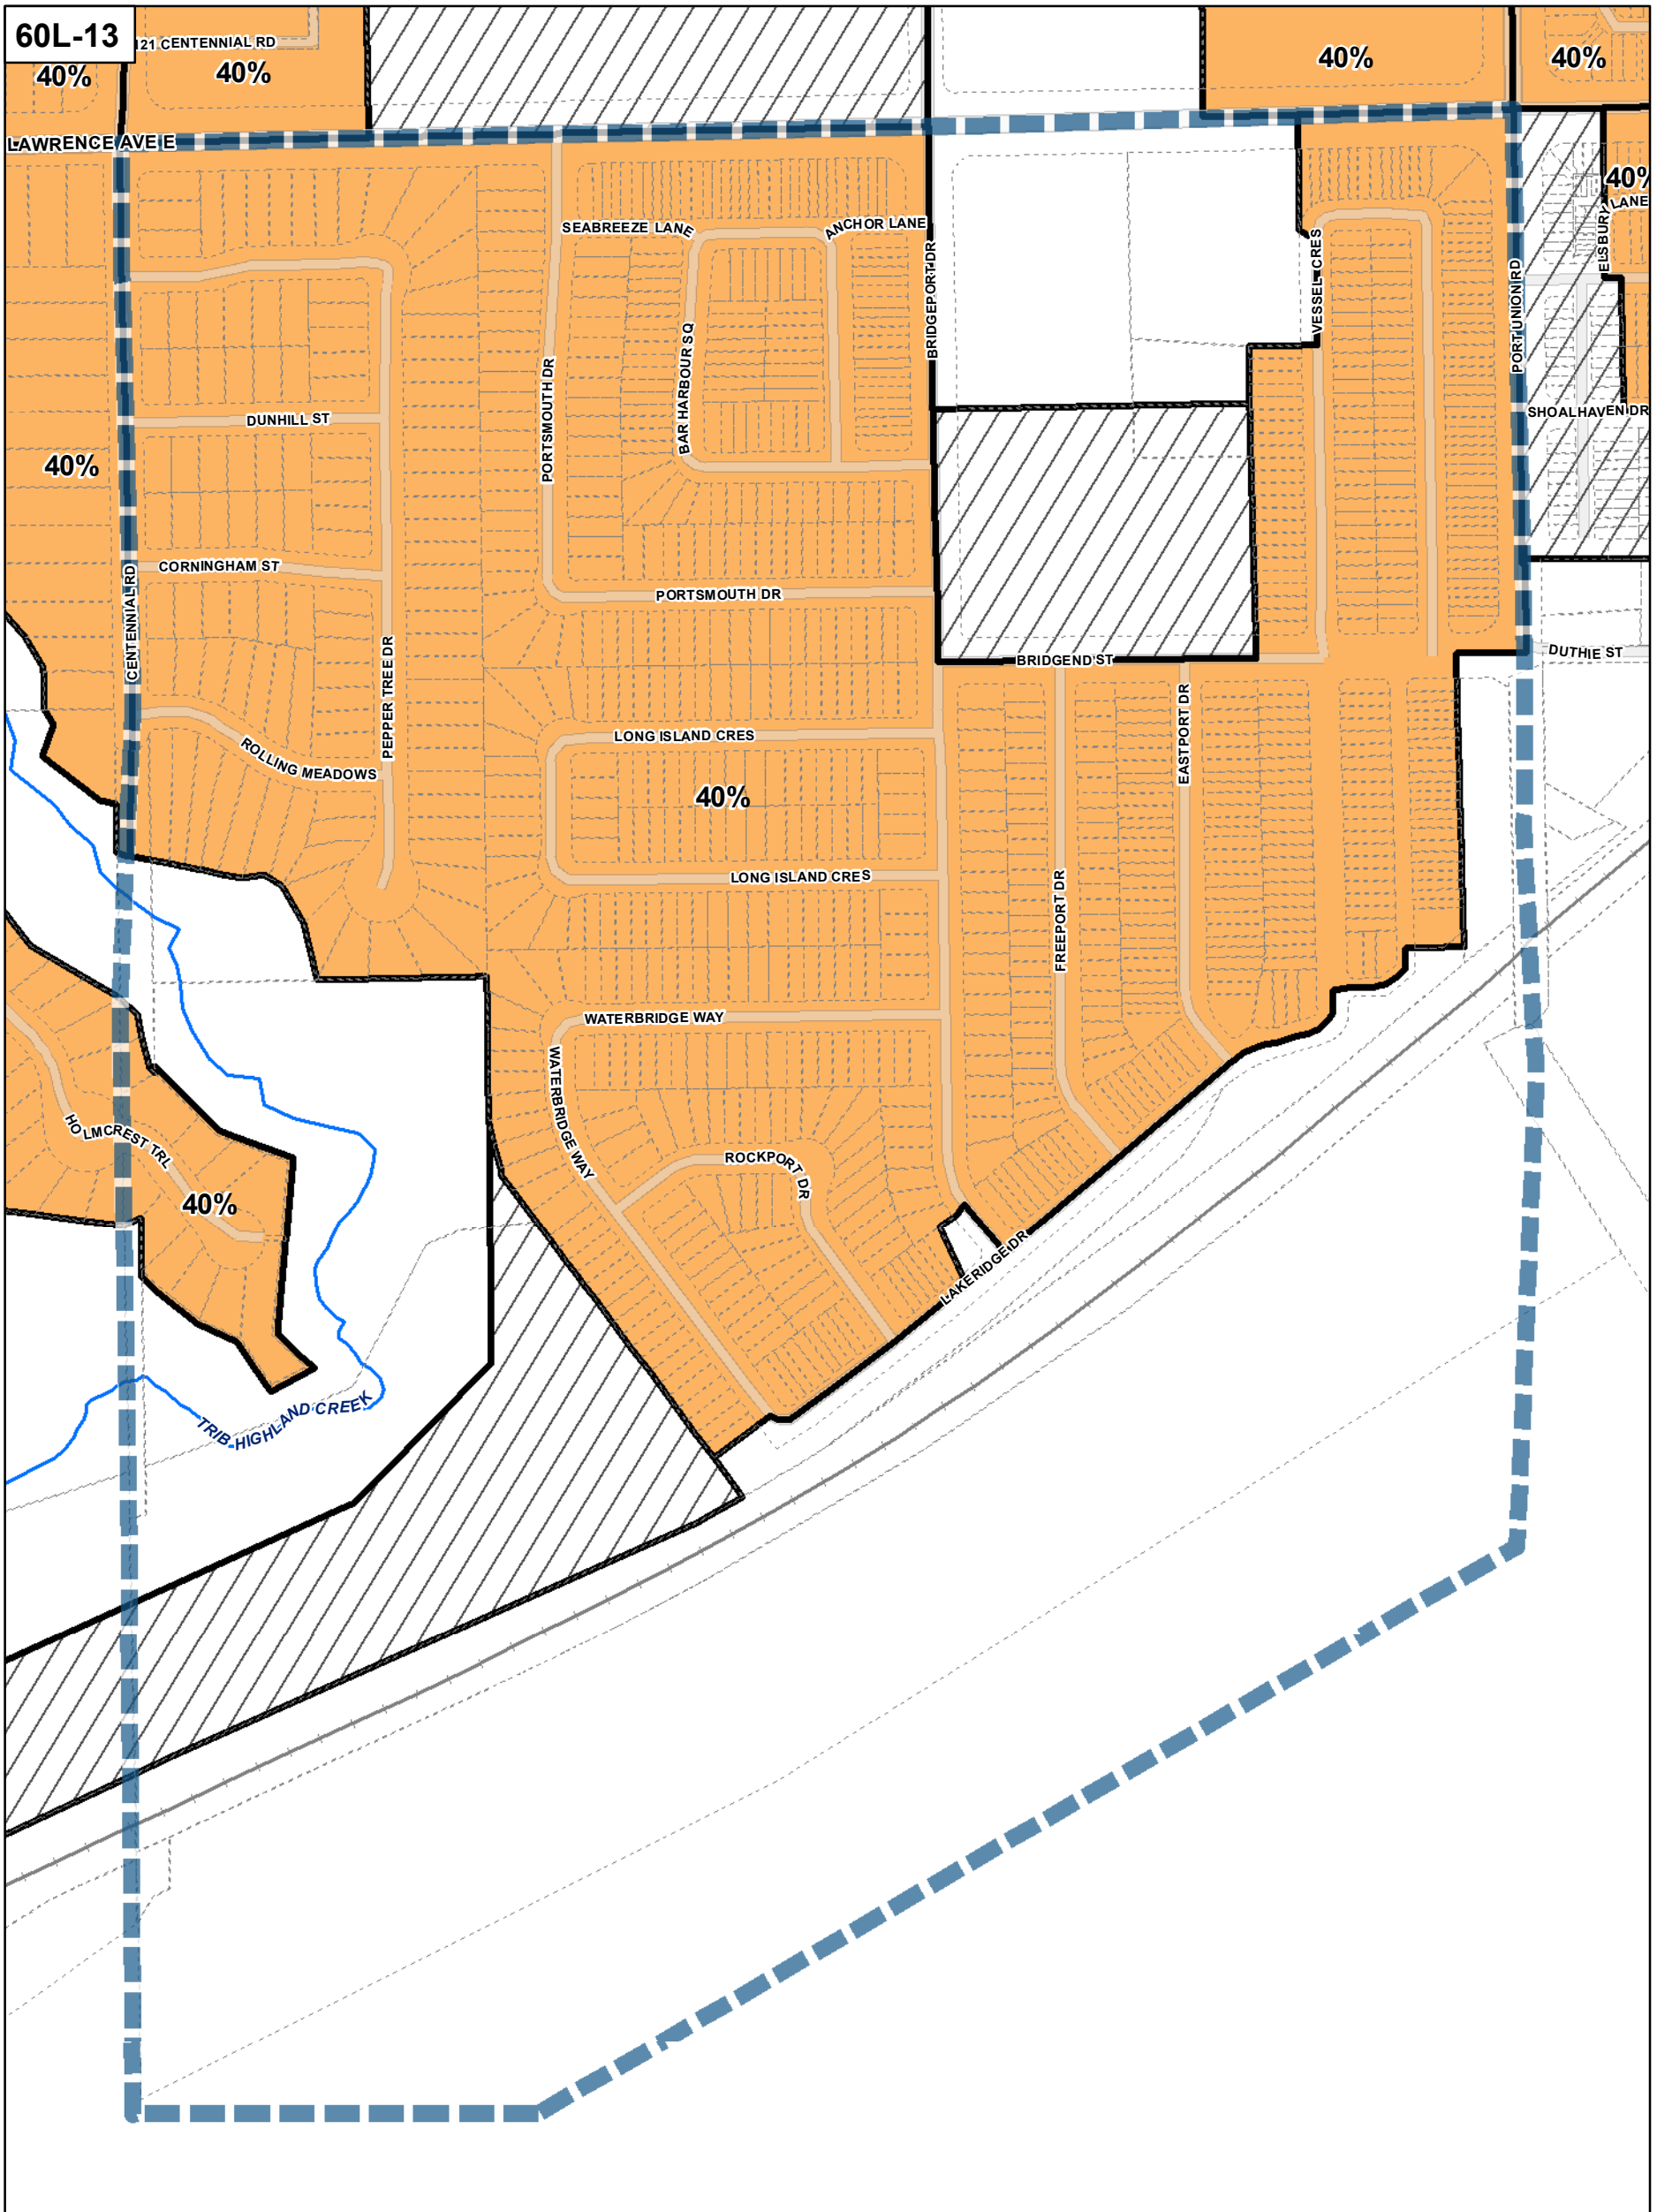 60L-13
121 CENTENNIAL RD
40%
40%
40%
40%
LAWRENCE AVE E
40%
LANE
ELSBURY
SEABREEZE LANE
ANCHOR LANE
BRIDGEPORT DR
VESSEL CRES
PORT UNION RD
BAR HARBOUR SQ
PORTSMOUTH DR
DUNHILL ST
SHOALHAVEN DR
40%
CORNINGHAM ST
CENTENNIAL RD
PORTSMOUTH DR
PEPPER TREE DR
BRIDGEND ST
DUTHIE ST
EASTPORT DR
LONG ISLAND CRES
ROLLING MEADOWS
40%
LONG ISLAND CRES
FREEPORT DR
WATERBRIDGE WAY
WATERBRIDGE WAY
HOLMCREST TRL
ROCKPORT DR
40%
LAKERIDGE DR
TRIB HIGHLAND CREEK